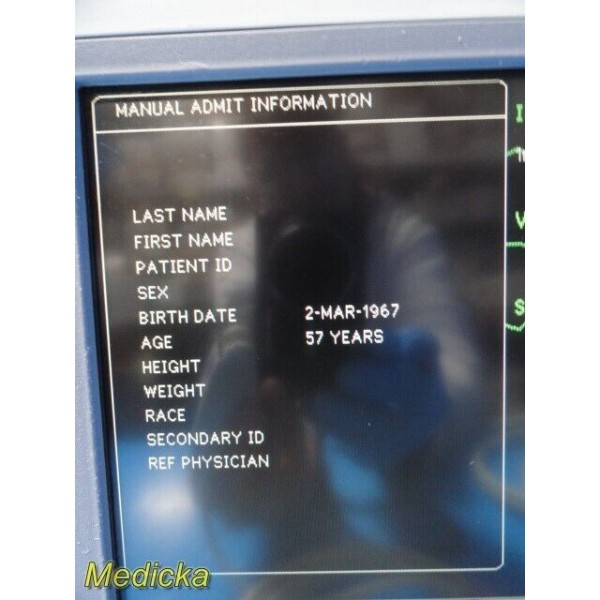 MANUAL ADMIT INFORMATION
LAST NAME
FIRST NAME
PATIENT ID
SEX
BIRTH DATE 2-MAR-1967
AGE 57 YEARS
HEIGHT
WEIGHT
RACE
SECONDARY ID
REF PHYSICIAN
I
V
S
Medicka